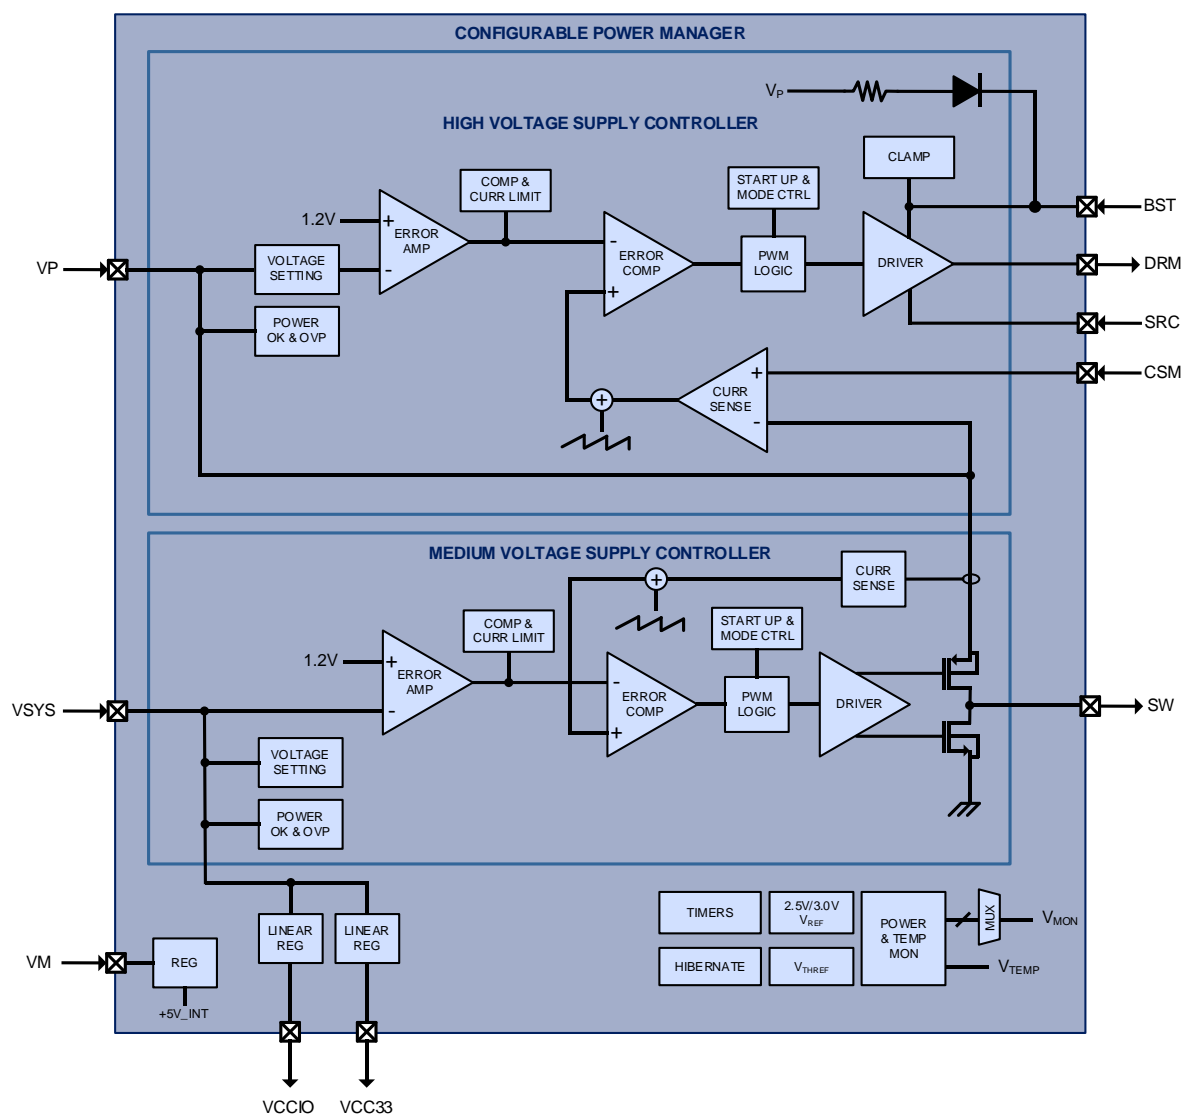 CONFIGURABLE POWER MANAGER
HIGH VOLTAGE SUPPLY CONTROLLER
VP
CLAMP
COMP &
CURR LIMIT
START UP &
MODE CTRL
BST
1.2V
+
ERROR
AMP
-
VOLTAGE
SETTING
-
ERROR
COMP
+
PWM
LOGIC
DRIVER
VP
DRM
POWER
OK & OVP
SRC
+
CURR
SENSE
-
CSM
+
MEDIUM VOLTAGE SUPPLY CONTROLLER
+
CURR
SENSE
COMP &
CURR LIMIT
START UP &
MODE CTRL
1.2V
+
ERROR
AMP
-
-
ERROR
COMP
+
PWM
LOGIC
DRIVER
VSYS
SW
VOLTAGE
SETTING
POWER
OK & OVP
TIMERS
2.5V/3.0V
VREF
POWER
& TEMP
MON
MUX
VMON
LINEAR
REG
LINEAR
REG
VM
REG
HIBERNATE
VTHREF
VTEMP
+5V_INT
VCCIO
VCC33